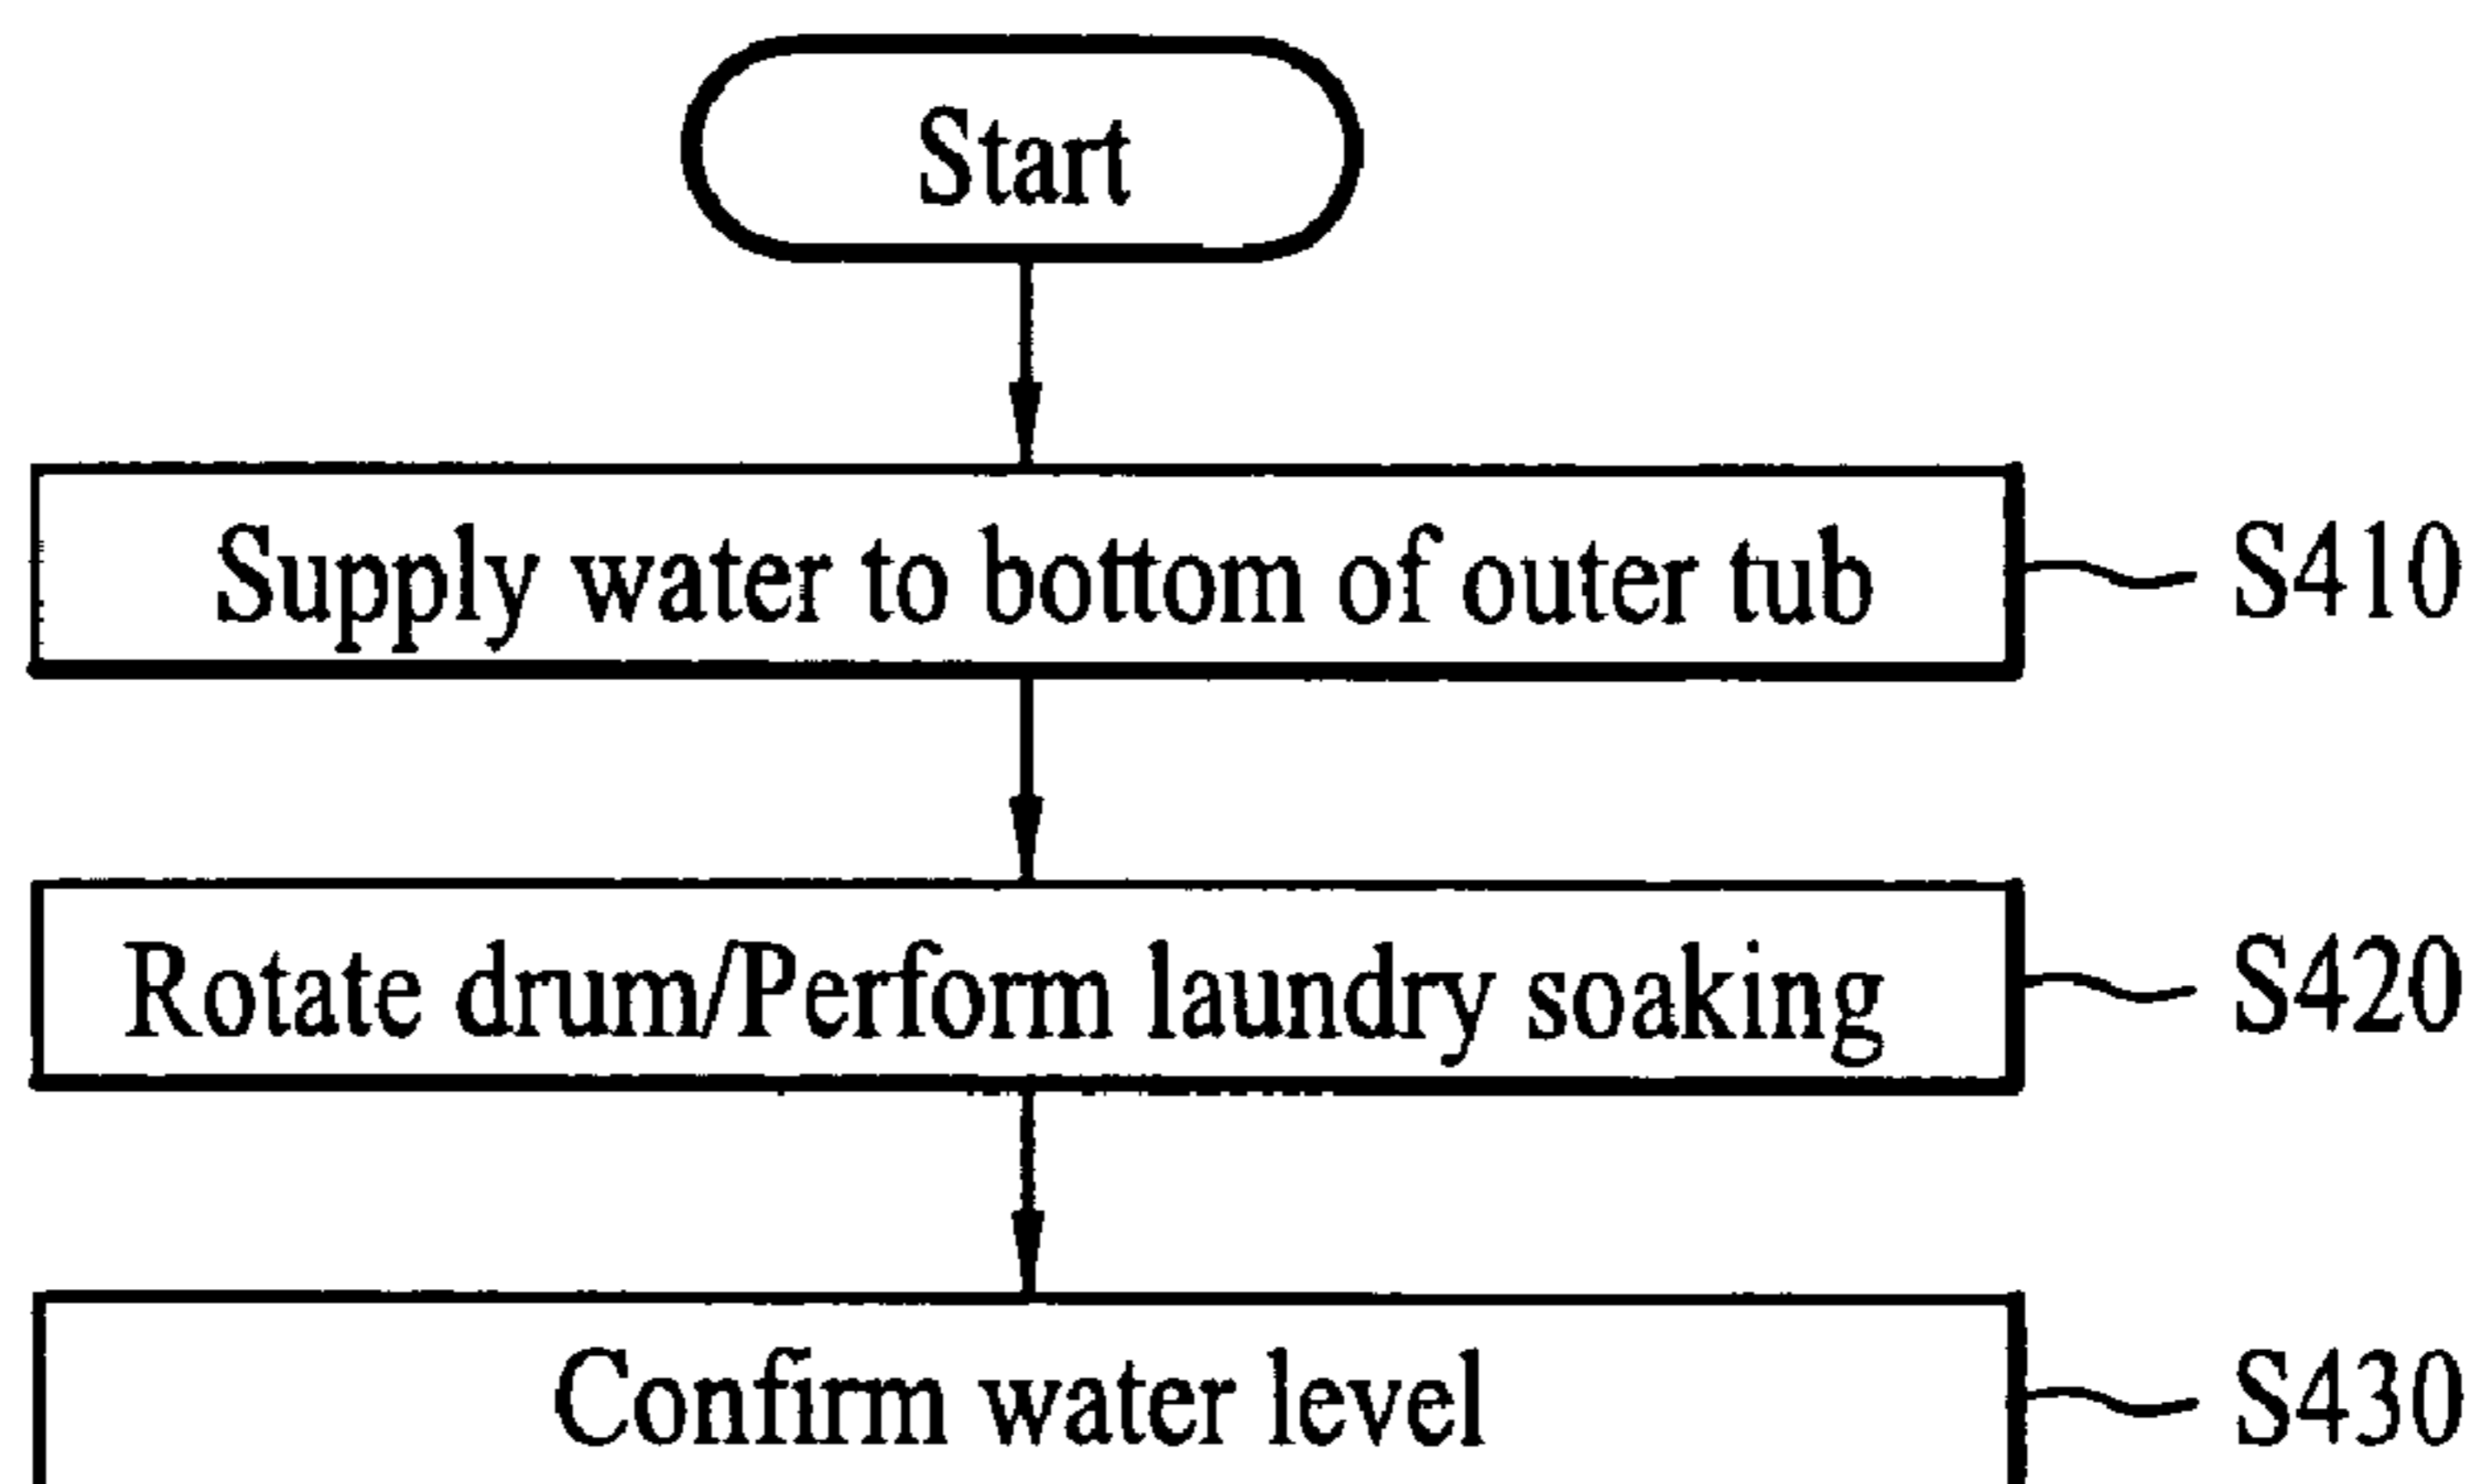 Start
Supply water to bottom of outer tub
S410
Rotate drum/Perform laundry soaking
S420
Confirm water level
S430